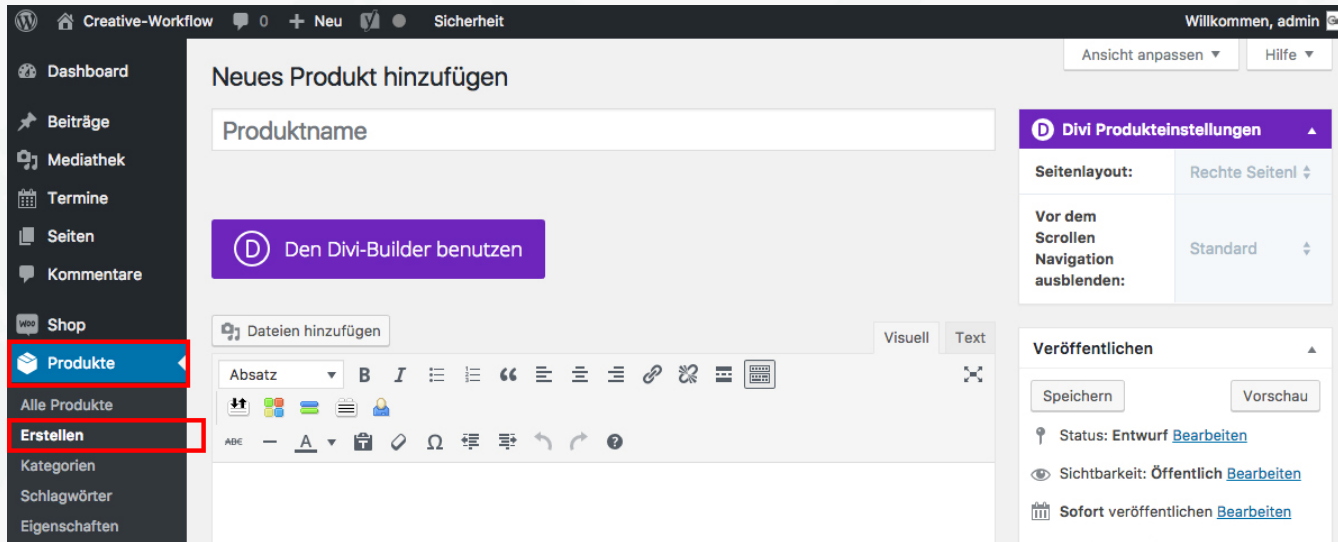 Creative-Workflow 0 + Neu Sicherheit Willkommen, admin
Ansicht anpassen ▼ Hilfe ▼
Dashboard
Beiträge
Mediathek
Termine
Seiten
Kommentare
WOO Shop
Produkte
Alle Produkte
Erstellen
Kategorien
Schlagwörter
Eigenschaften
Neues Produkt hinzufügen
Produktname
D Den Divi-Builder benutzen
Dateien hinzufügen
Visuell Text
Absatz ▼ B I
ABE — A ▼ Ω
D Divi Produkteinstellungen
Seitenlayout: Rechte Seitenl
Vor dem
Scrollen
Navigation
ausblenden:
Standard
Veröffentlichen
Speichern Vorschau
Status: Entwurf Bearbeiten
Sichtbarkeit: Öffentlich Bearbeiten
Sofort veröffentlichen Bearbeiten